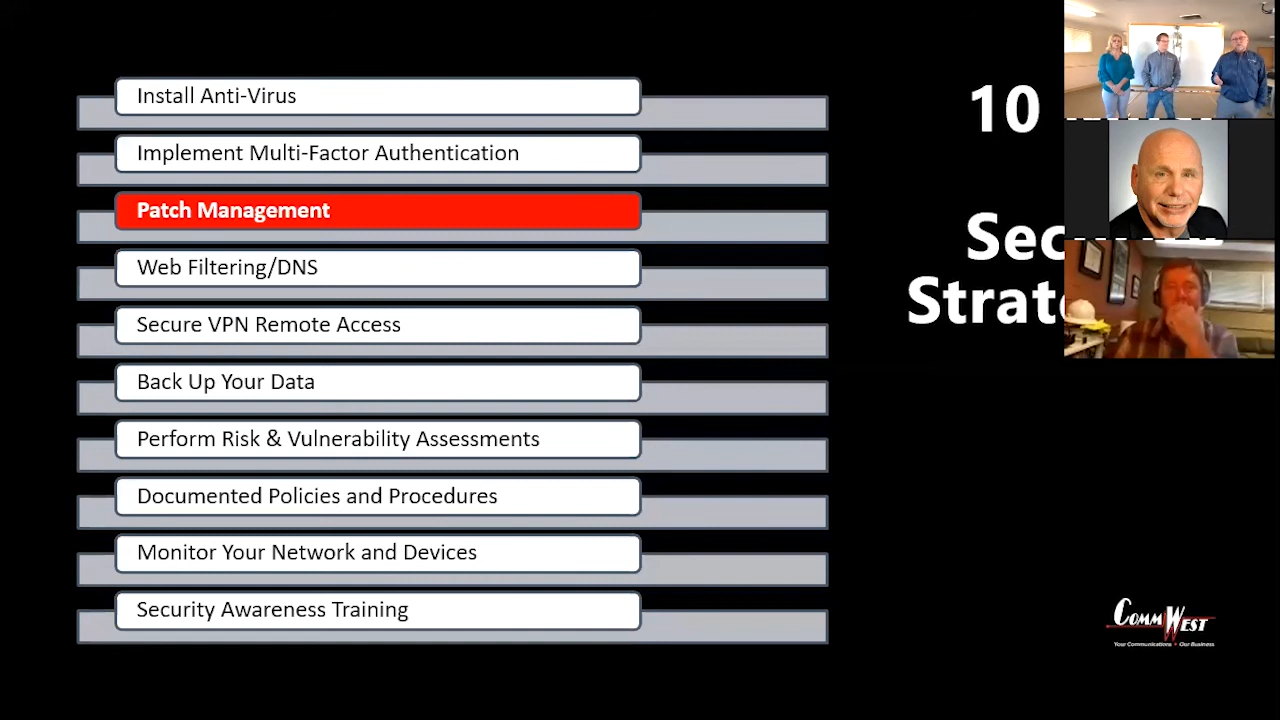 Install Anti-Virus
Implement Multi-Factor Authentication
Patch Management
Web Filtering/DNS
Secure VPN Remote Access
Back Up Your Data
Perform Risk & Vulnerability Assessments
Documented Policies and Procedures
Monitor Your Network and Devices
Security Awareness Training
10
COMMWEST
Your Communications • Our Business